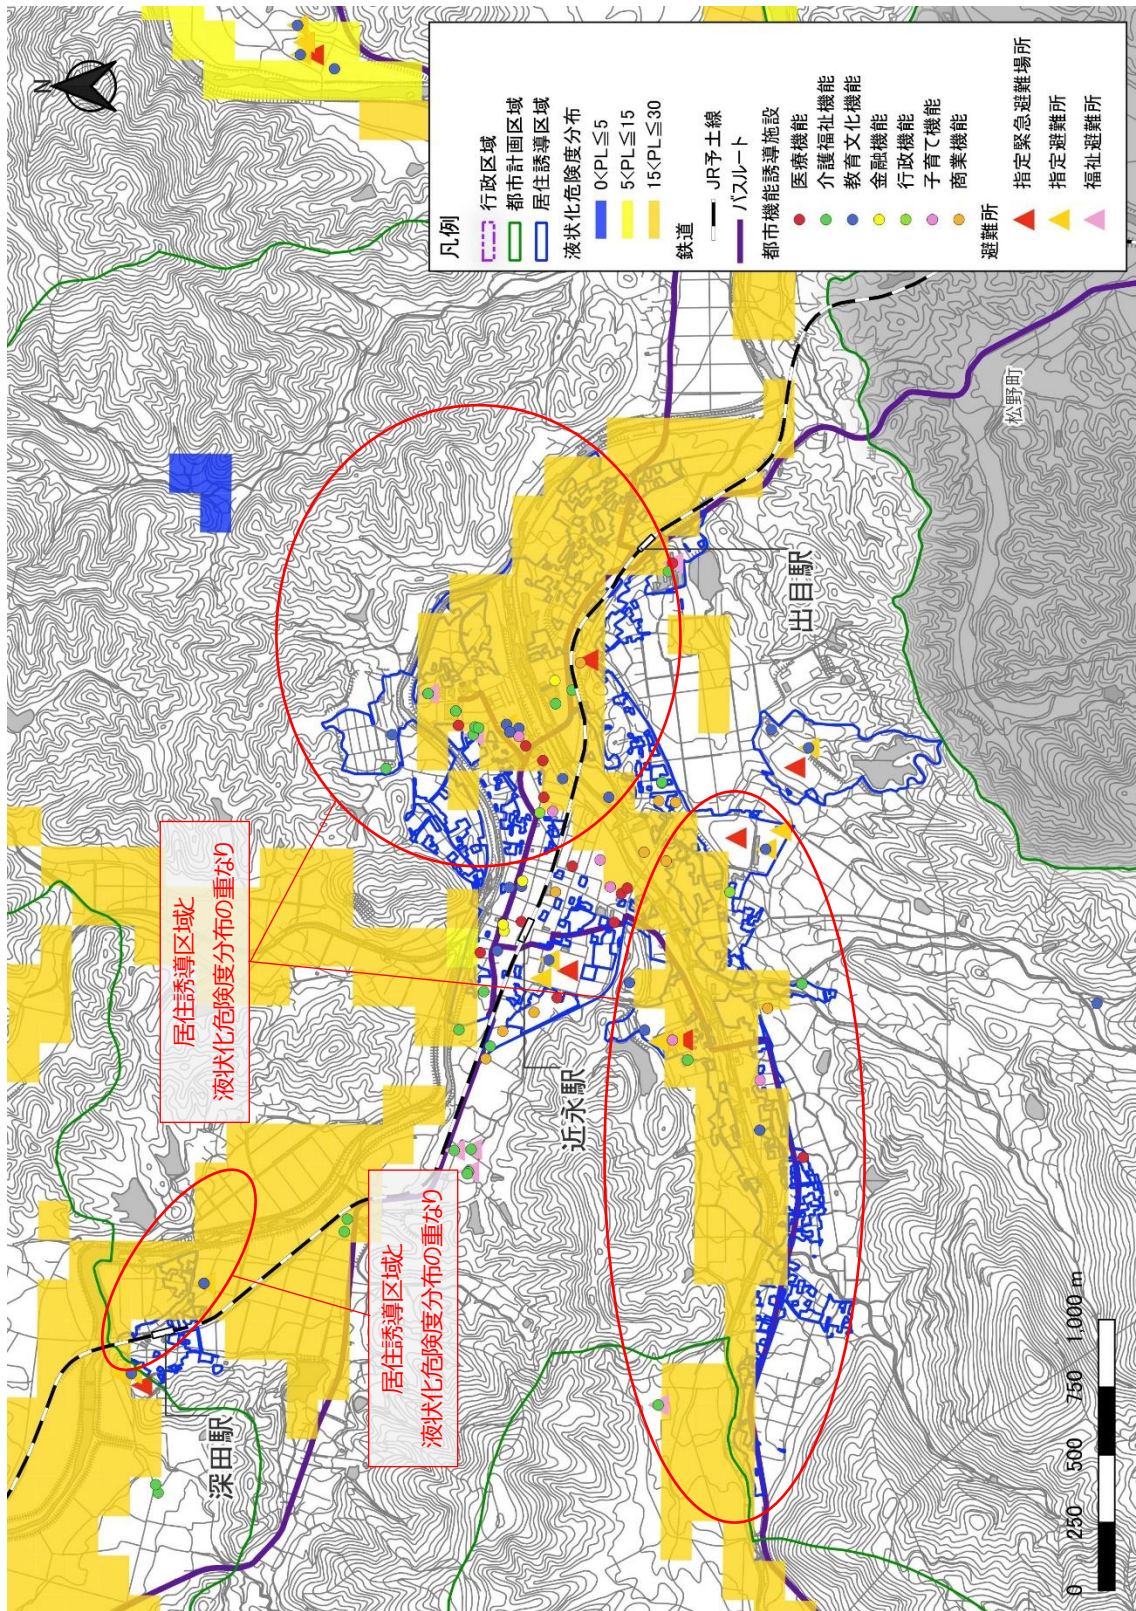 N
凡例
行政区域
都市計画区域
居住誘導区域
液状化危険度分布
0<PL≦5
5<PL≦15
15<PL≦30
鉄道
JR予土線
バスルート
都市機能誘導施設
医療機能
介護福祉機能
教育文化機能
金融機能
行政機能
子育て機能
商業機能
避難所
指定緊急避難場所
指定避難所
福祉避難所
居住誘導区域と
液状化危険度分布の重なり
居住誘導区域と
液状化危険度分布の重なり
深田駅
近永駅
出目駅
松野町
0 250 500 750 1,000 m